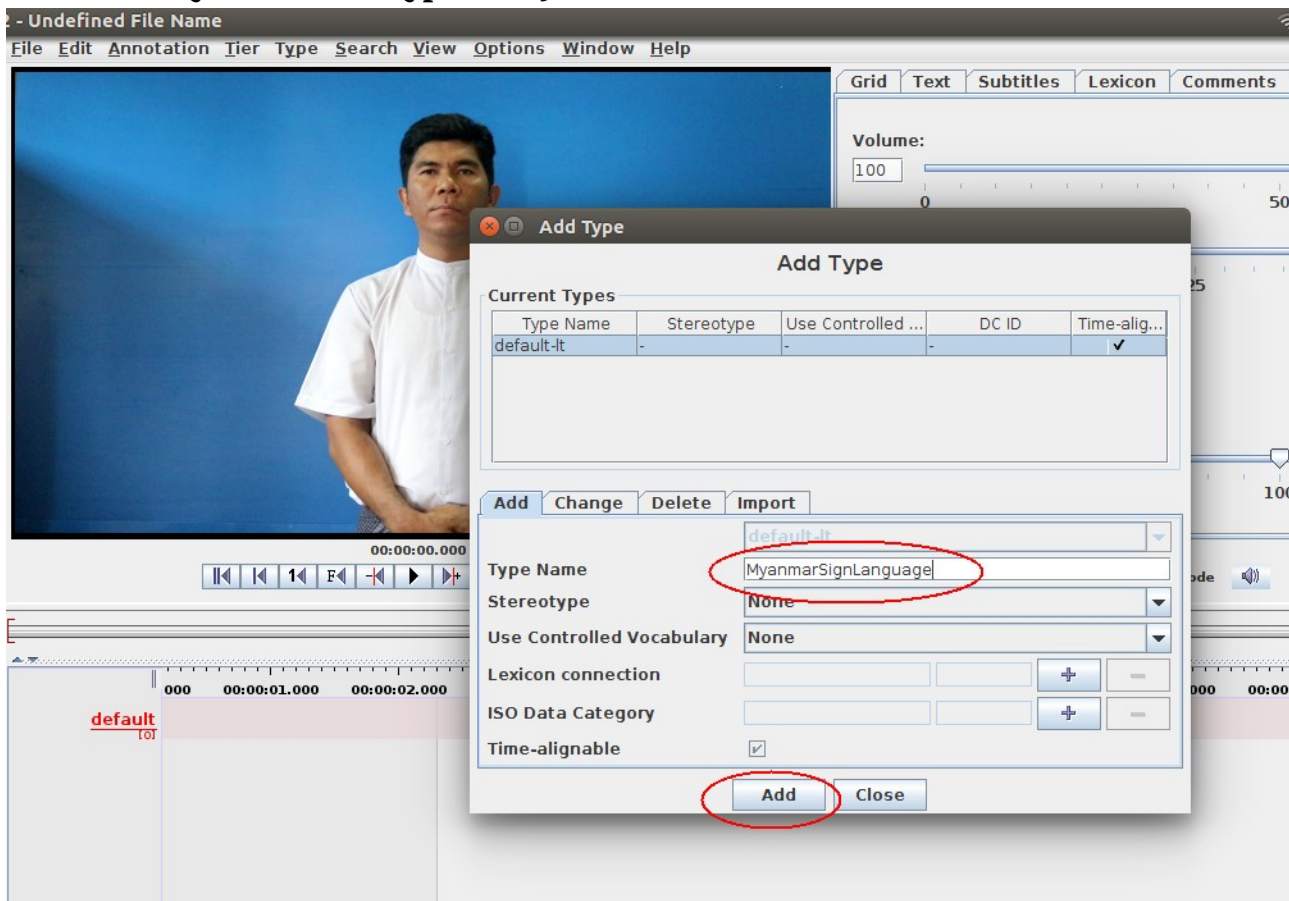 2 - Undefined File Name
File Edit Annotation Tier Type Search View Options Window Help
Grid Text Subtitles Lexicon Comments
Volume:
100
0 50
Add Type
Add Type
25
Current Types
Type Name Stereotype Use Controlled ... DC ID Time-alig...
default-lt - - - ✔
100
Add Change Delete Import
default-lt
00:00:00.000
Type Name MyanmarSignLanguage
ode
Stereotype None
Use Controlled Vocabulary None
Lexicon connection + −
000 00:00:01.000 00:00:02.000 000 00:00
ISO Data Category + −
default
[0]
Time-alignable
Add Close